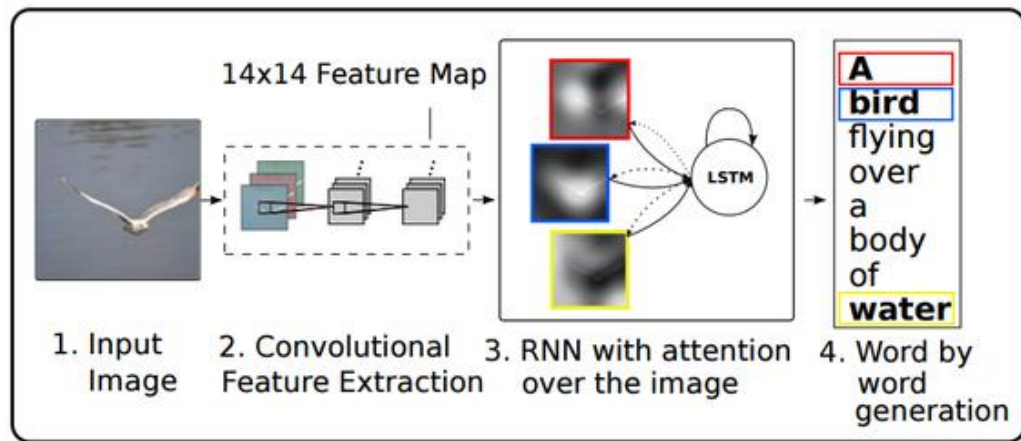 14x14 Feature Map
LSTM
A
bird
flying
over
a
body
of
water
1. Input
Image
2. Convolutional
Feature Extraction
3. RNN with attention
over the image
4. Word by
word
generation